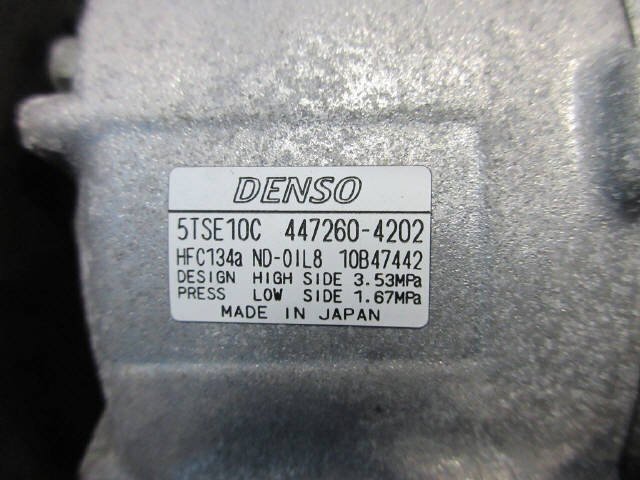 DENSO
5TSE10C 447260-4202
HFC134a ND-OIL8 10B47442
DESIGN HIGH SIDE 3.53MPa
PRESS LOW SIDE 1.67MPa
MADE IN JAPAN